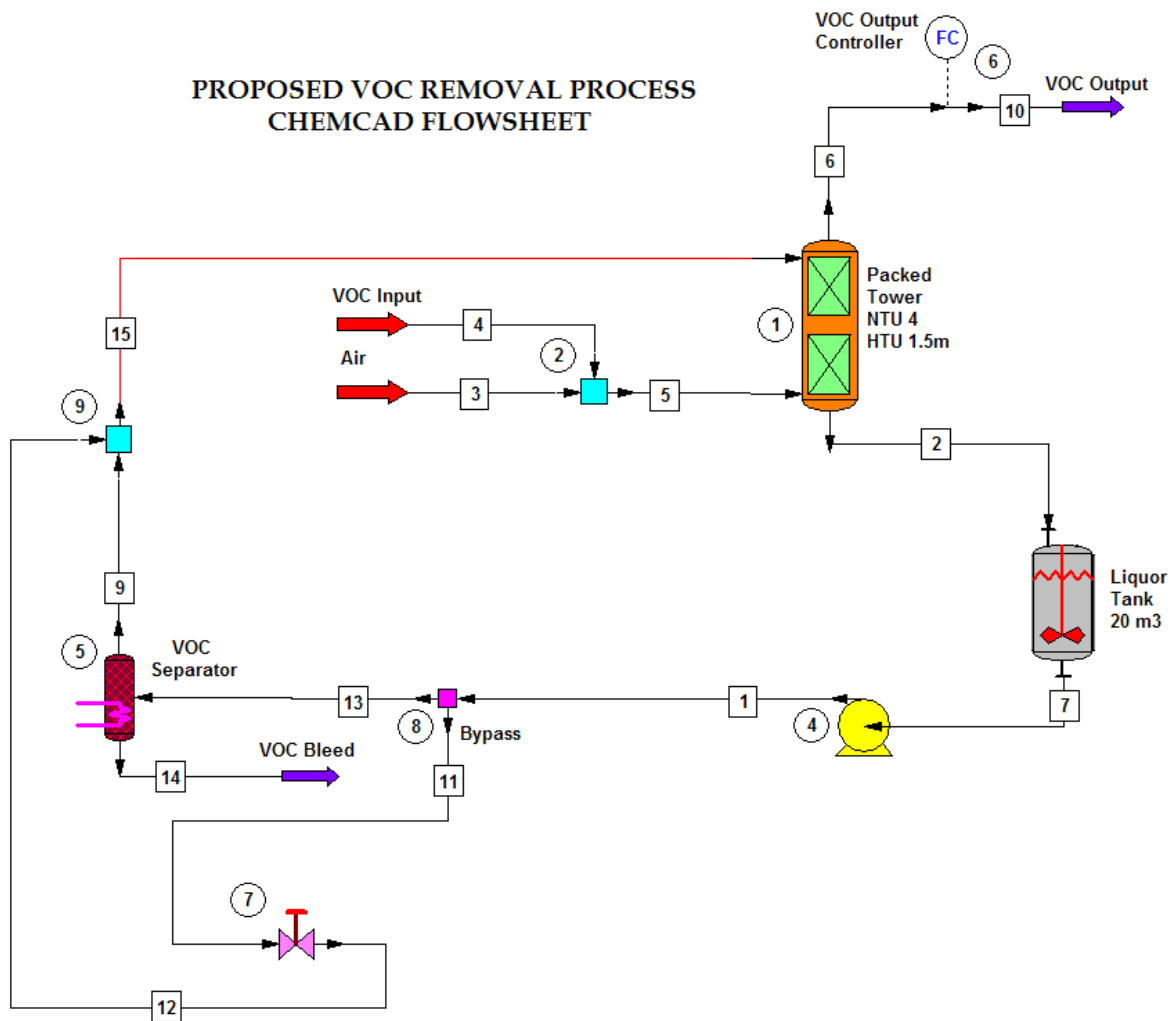 PROPOSED VOC REMOVAL PROCESS
CHEMCAD FLOWSHEET
VOC Output
Controller
FC
6
VOC Output
10
6
VOC Input
4
Air
3
2
5
1
Packed
Tower
NTU 4
HTU 1.5m
15
9
2
Liquor
Tank
20 m3
9
5
VOC
Separator
13
8
Bypass
1
4
7
VOC Bleed
14
11
7
12